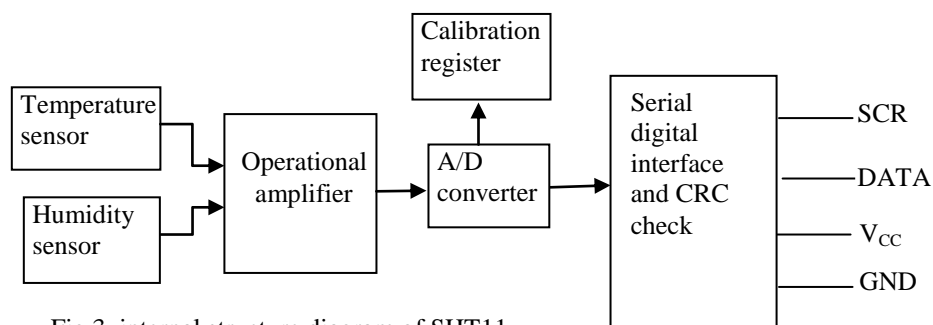 Calibration
register
Temperature
sensor
Operational
amplifier
A/D
converter
Serial
digital
interface
and CRC
check
SCR
DATA
VCC
GND
Humidity
sensor
Fig 3. internal structure diagram of SHT11